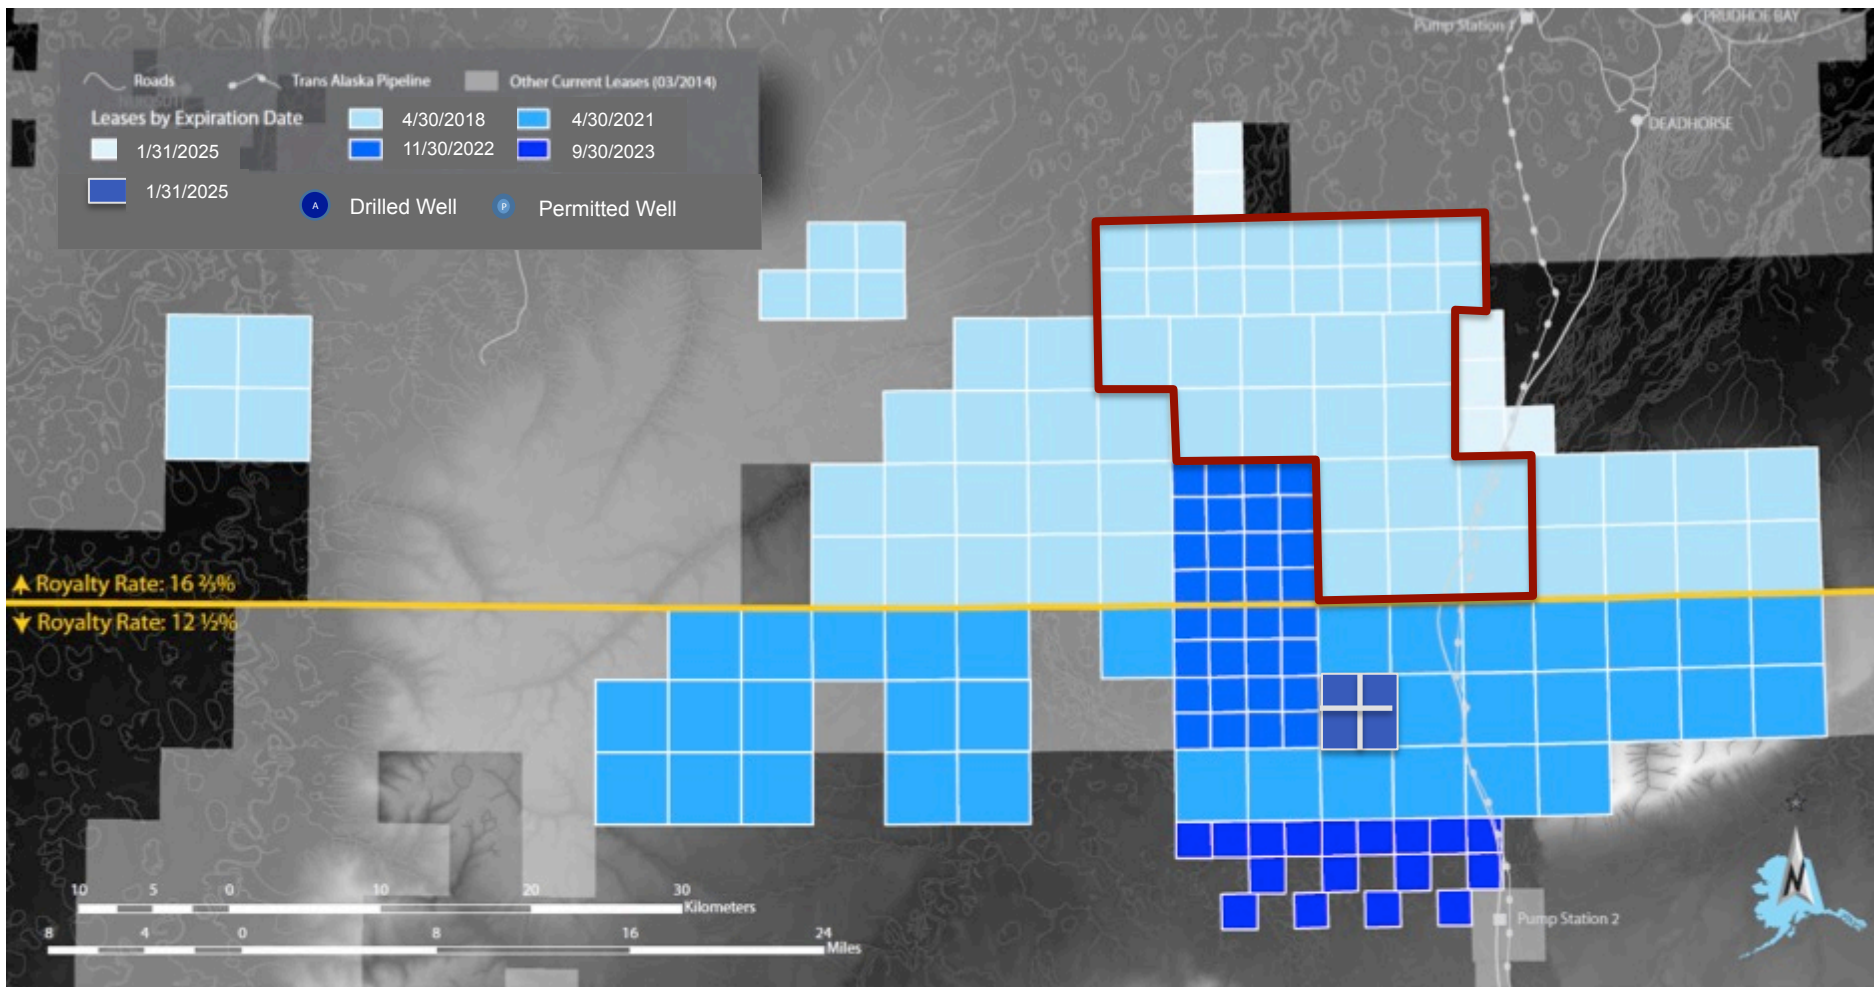 Pump Station 1
PRUDHOE BAY
Roads
Trans Alaska Pipeline
Other Current Leases (03/2014)
NUIQSUT
Leases by Expiration Date
4/30/2018
4/30/2021
DEADHORSE
1/31/2025
11/30/2022
9/30/2023
1/31/2025
A
Drilled Well
P
Permitted Well
Royalty Rate: 16 ⅔%
Royalty Rate: 12 ½%
10 5 0 10 20 30
Kilometers
8 4 0 8 16 24
Miles
Pump Station 2
N